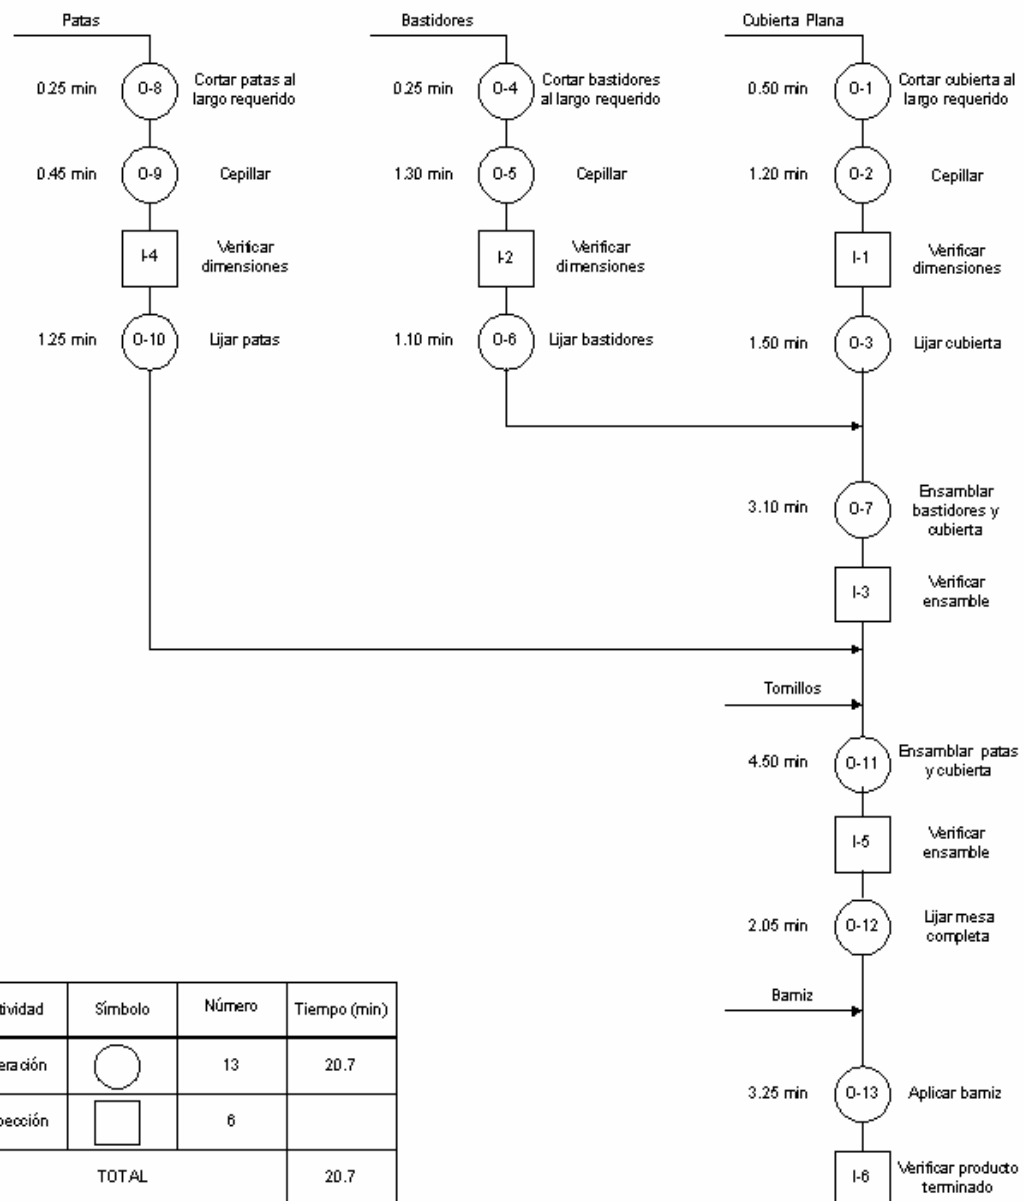 Patas
Bastidores
Cubierta Plana
0.25 min
O-8
Cortar patas al
largo requerido
0.25 min
O-4
Cortar bastidores
al largo requerido
0.50 min
O-1
Cortar cubierta al
largo requerido
0.45 min
O-9
Cepillar
1.30 min
O-5
Cepillar
1.20 min
O-2
Cepillar
I-4
Verificar
dimensiones
I-2
Verificar
dimensiones
I-1
Verificar
dimensiones
1.25 min
O-10
Lijar patas
1.10 min
O-6
Lijar bastidores
1.50 min
O-3
Lijar cubierta
3.10 min
O-7
Ensamblar
bastidores y
cubierta
I-3
Verificar
ensamble
Tornillos
4.50 min
O-11
Ensamblar patas
y cubierta
I-5
Verificar
ensamble
2.05 min
O-12
Lijar mesa
completa
Barniz
3.25 min
O-13
Aplicar barniz
I-6
Verificar producto
terminado
tividad
Símbolo
Número
Tiempo (min)
eración
13
20.7
pección
6
TOTAL
20.7